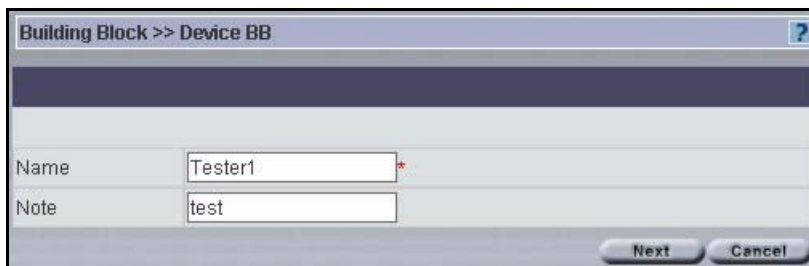 Building Block >> Device BB ?
Name Tester1 *
Note test
Next Cancel